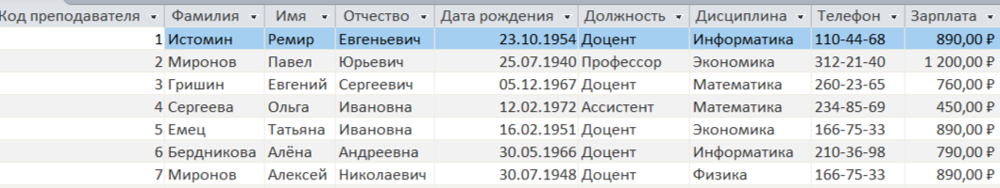 Код преподавателя Фамилия Имя Отчество Дата рождения Должность Дисциплина Телефон Зарплата
1 Истомин Ремир Евгеньевич 23.10.1954 Доцент Информатика 110-44-68 890,00 ₽
2 Миронов Павел Юрьевич 25.07.1940 Профессор Экономика 312-21-40 1 200,00 ₽
3 Гришин Евгений Сергеевич 05.12.1967 Доцент Математика 260-23-65 760,00 ₽
4 Сергеева Ольга Ивановна 12.02.1972 Ассистент Математика 234-85-69 450,00 ₽
5 Емец Татьяна Ивановна 16.02.1951 Доцент Экономика 166-75-33 890,00 ₽
6 Бердникова Алёна Андреевна 30.05.1966 Доцент Информатика 210-36-98 790,00 ₽
7 Миронов Алексей Николаевич 30.07.1948 Доцент Физика 166-75-33 890,00 ₽